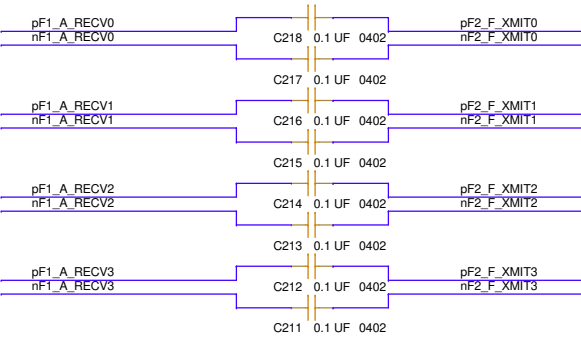 pF1_A_RECV0 pF2_F_XMIT0
nF1_A_RECV0 C218 0.1 UF 0402 nF2_F_XMIT0
C217 0.1 UF 0402
pF1_A_RECV1 pF2_F_XMIT1
nF1_A_RECV1 C216 0.1 UF 0402 nF2_F_XMIT1
C215 0.1 UF 0402
pF1_A_RECV2 pF2_F_XMIT2
nF1_A_RECV2 C214 0.1 UF 0402 nF2_F_XMIT2
C213 0.1 UF 0402
pF1_A_RECV3 pF2_F_XMIT3
nF1_A_RECV3 C212 0.1 UF 0402 nF2_F_XMIT3
C211 0.1 UF 0402